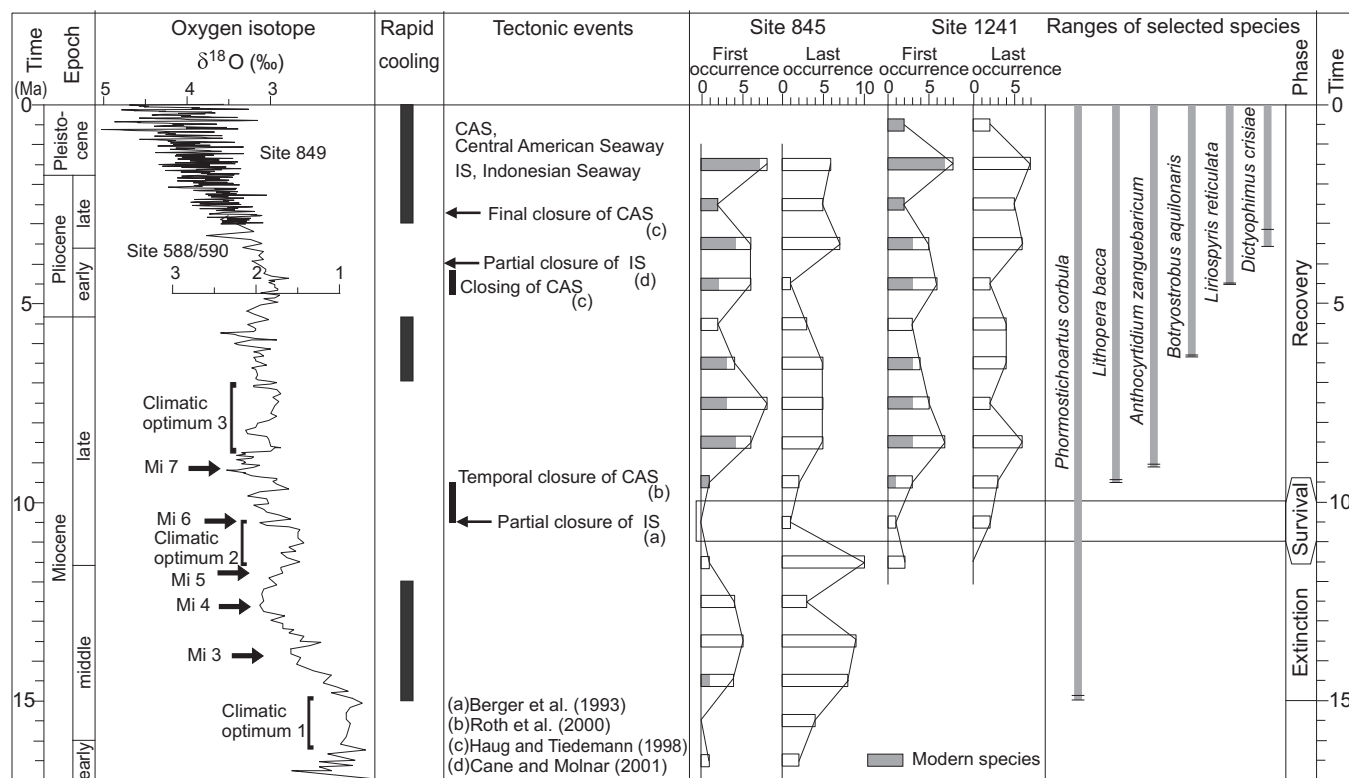 Time
(Ma)
Epoch
Oxygen isotope
δ18O (‰)
5 4 3
Rapid
cooling
Tectonic events
Site 845
First
occurrence
0 5
Last
occurrence
0 5 10
Site 1241
First
occurrence
0 5
Last
occurrence
0 5
Ranges of selected species
Phase
Time
0
5
10
15
Pleisto-
cene
Pliocene
late
early
Miocene
late
middle
early
Site 849
Site 588/590
3 2 1
Climatic
optimum 3
Mi 7
Mi 6
Climatic
optimum 2
Mi 5
Mi 4
Mi 3
Climatic
optimum 1
CAS,
Central American Seaway
IS, Indonesian Seaway
Final closure of CAS
(c)
Partial closure of IS
(d)
Closing of CAS
(c)
Temporal closure of CAS
(b)
Partial closure of IS
(a)
(a)Berger et al. (1993)
(b)Roth et al. (2000)
(c)Haug and Tiedemann (1998)
(d)Cane and Molnar (2001)
Modern species
Phormostichoartus corbula
Lithopera bacca
Anthocyrtidium zanguebaricum
Botryostrobus aquilonaris
Liriospyris reticulata
Dictyophimus crisiae
Recovery
Survival
Extinction
0
5
10
15